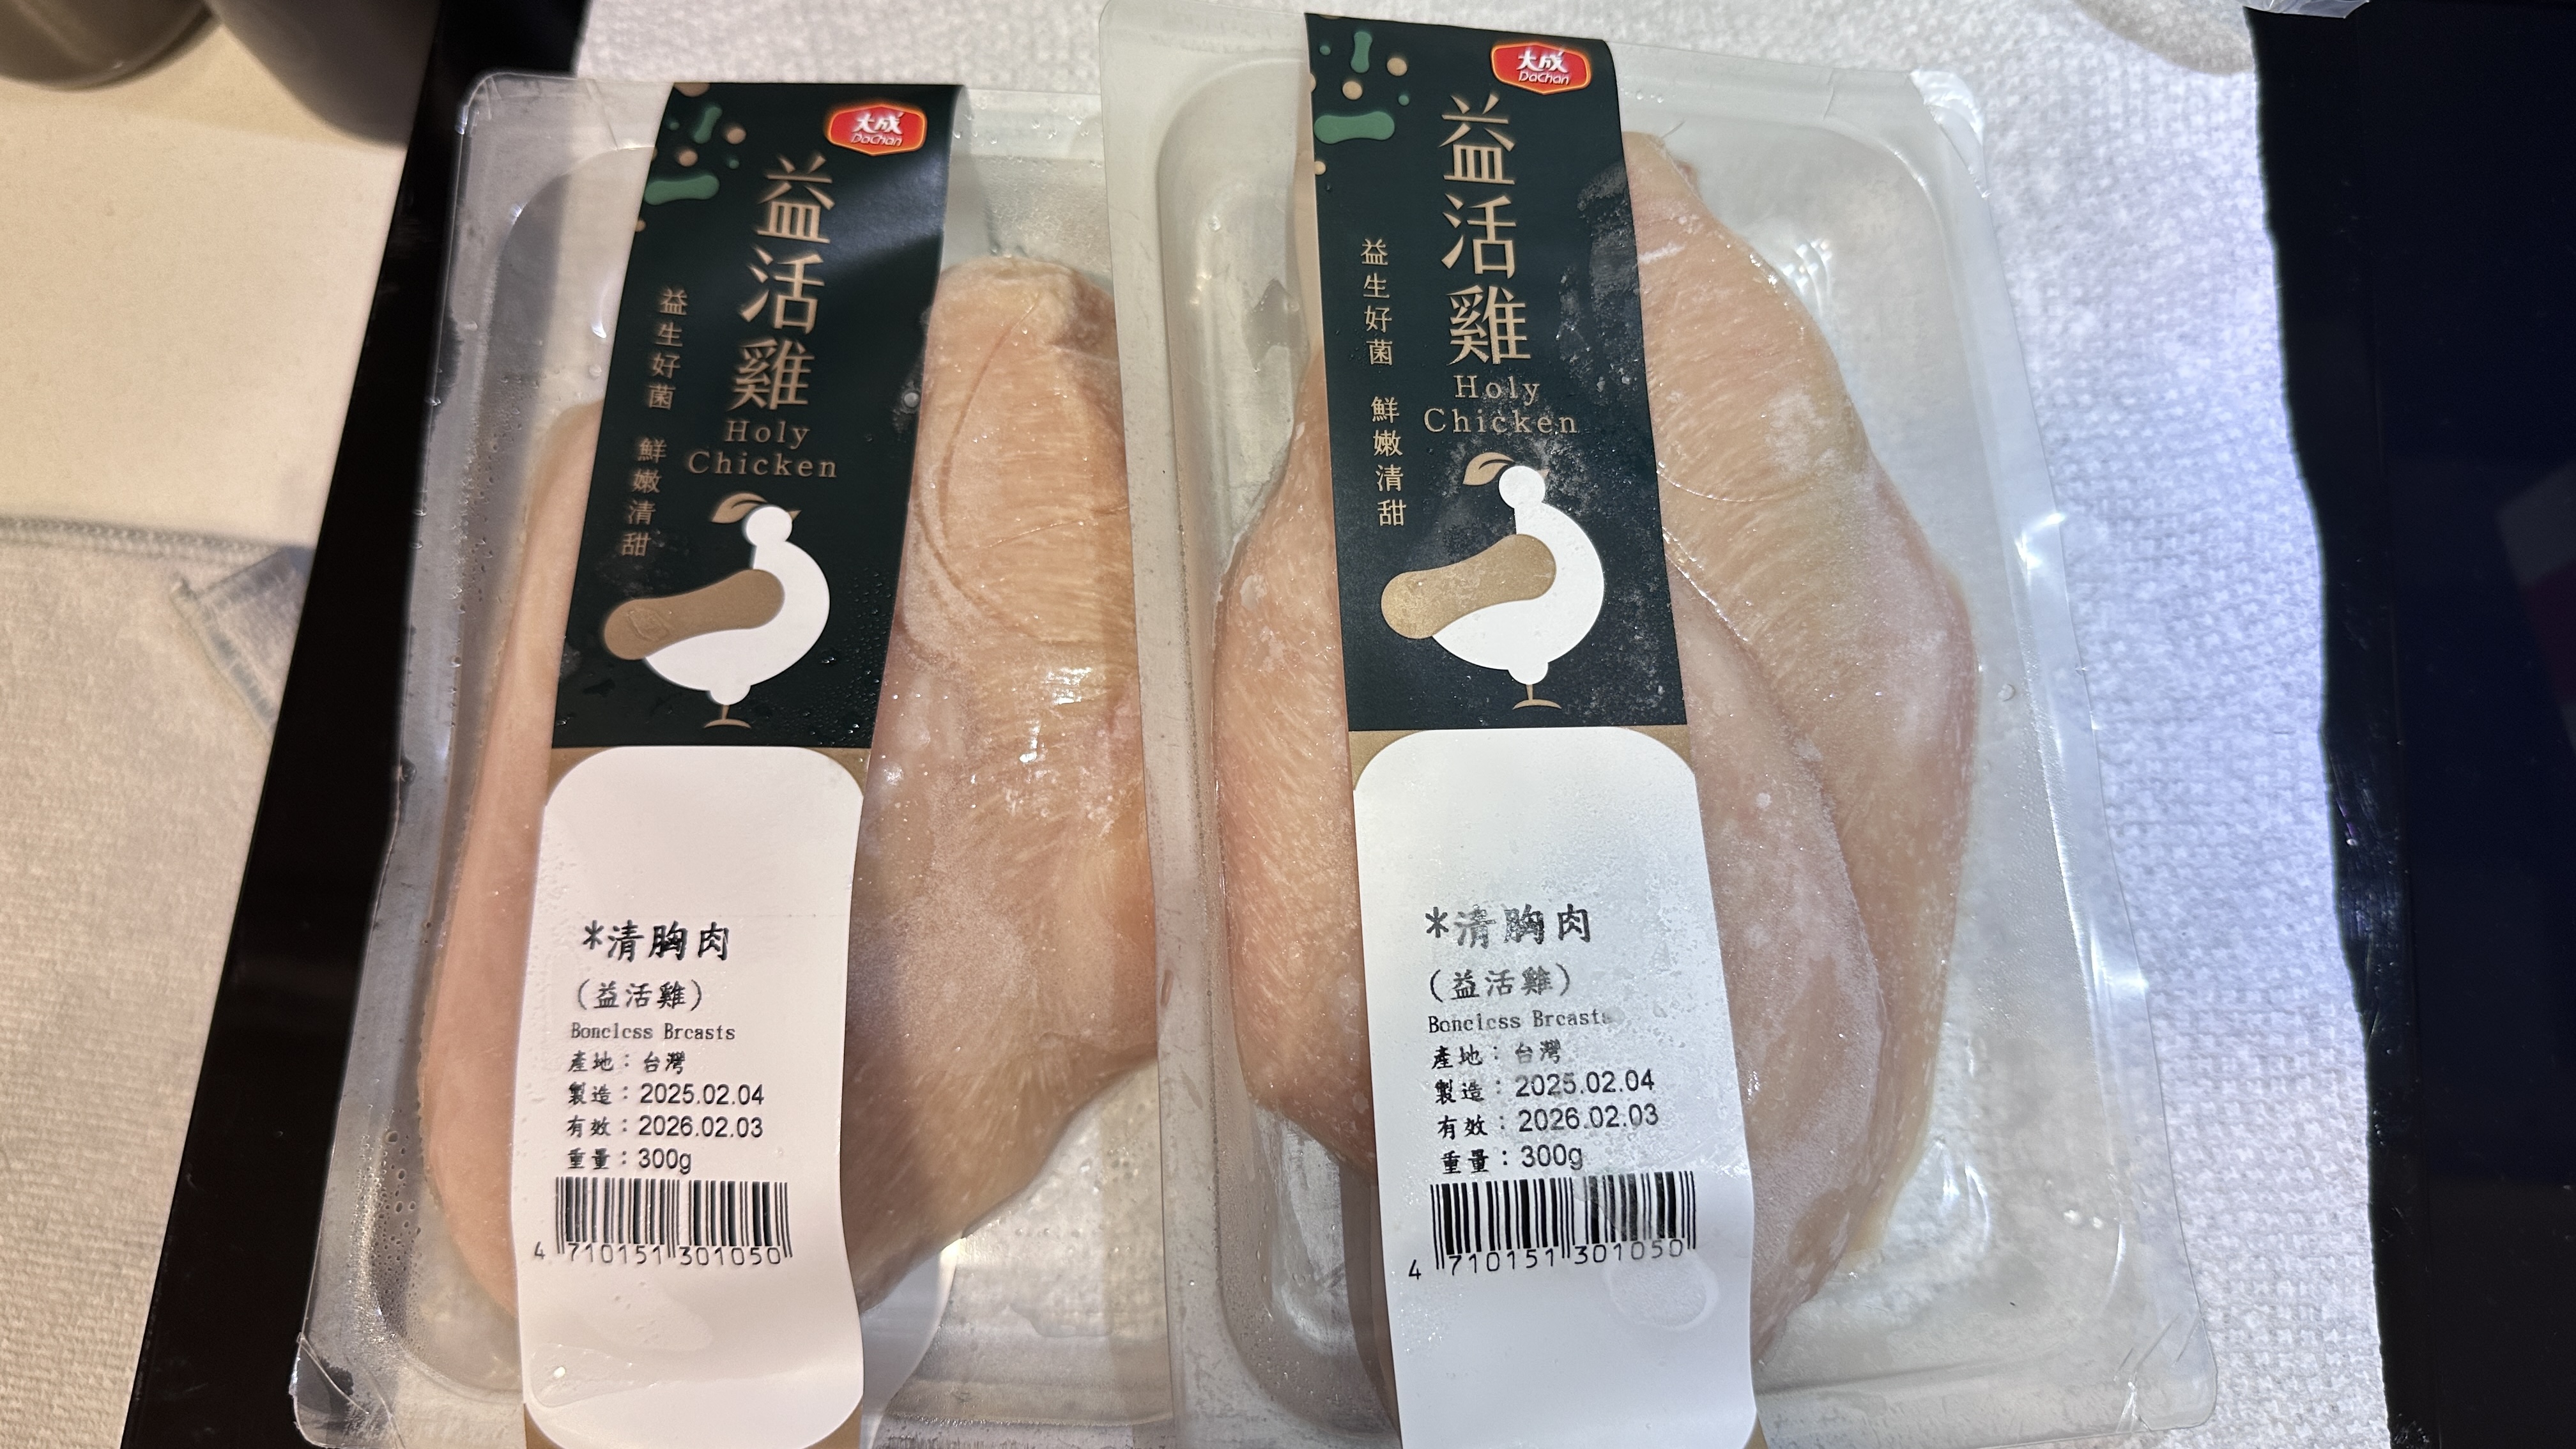 大成
DaChan
益活雞
益生好菌 鮮嫩清甜
Holy
Chicken
*清胸肉
(益活雞)
Boneless Breasts
產地：台灣
製造：2025.02.04
有效：2026.02.03
重量：300g
4 710151 301050
大成
DaChan
益活雞
益生好菌 鮮嫩清甜
Holy
Chicken
*清胸肉
(益活雞)
Boneless Breasts
產地：台灣
製造：2025.02.04
有效：2026.02.03
重量：300g
4 710151 301050